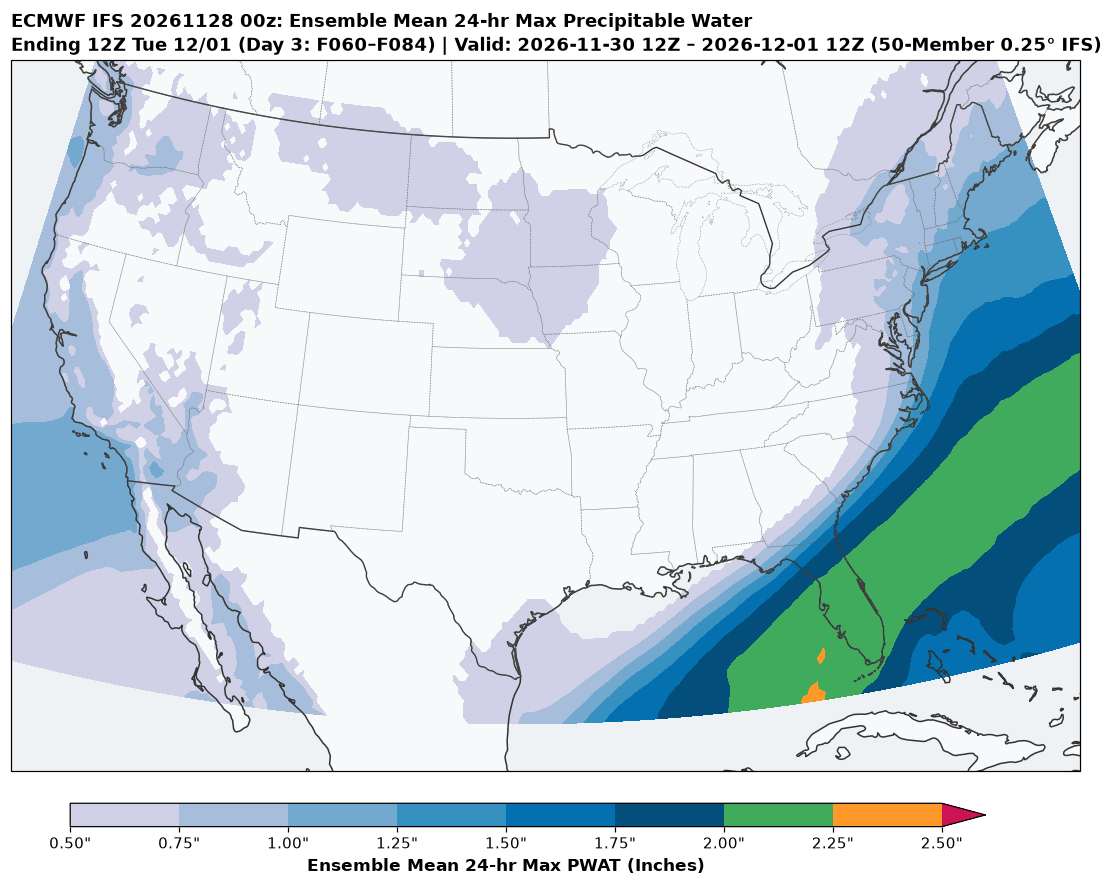 ECMWF IFS 20261128 00z: Ensemble Mean 24-hr Max Precipitable Water
Ending 12Z Tue 12/01 (Day 3: F060–F084) | Valid: 2026-11-30 12Z – 2026-12-01 12Z (50-Member 0.25° IFS)
0.50" 0.75" 1.00" 1.25" 1.50" 1.75" 2.00" 2.25" 2.50"
Ensemble Mean 24-hr Max PWAT (Inches)